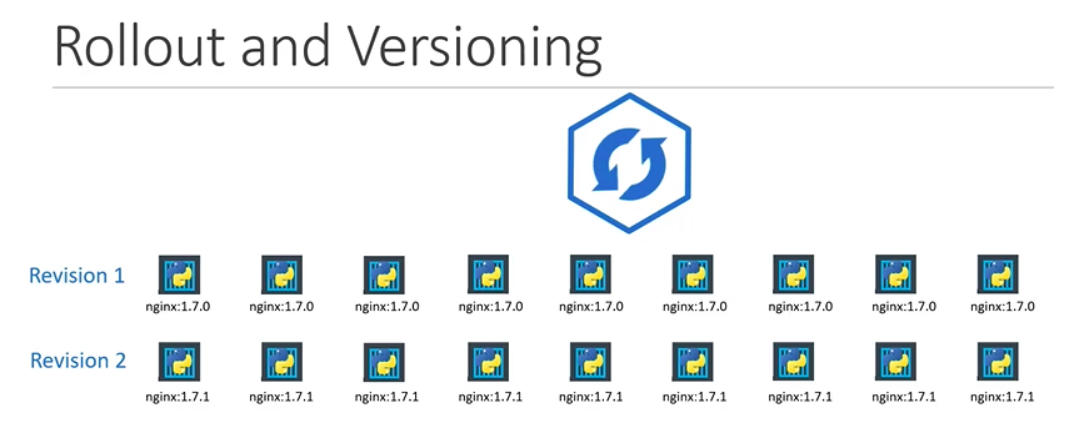 Rollout and Versioning
Revision 1
nginx:1.7.0 nginx:1.7.0 nginx:1.7.0 nginx:1.7.0 nginx:1.7.0 nginx:1.7.0 nginx:1.7.0 nginx:1.7.0 nginx:1.7.0
Revision 2
nginx:1.7.1 nginx:1.7.1 nginx:1.7.1 nginx:1.7.1 nginx:1.7.1 nginx:1.7.1 nginx:1.7.1 nginx:1.7.1 nginx:1.7.1